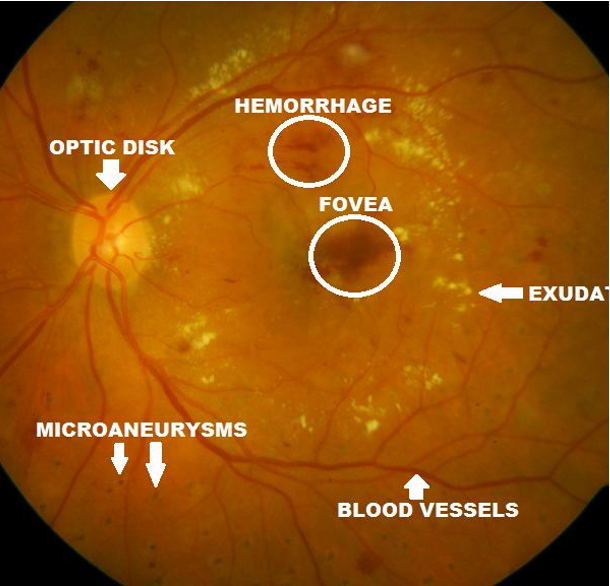 HEMORRHAGE
OPTIC DISK
FOVEA
EXUDAT
MICROANEURYSMS
BLOOD VESSELS